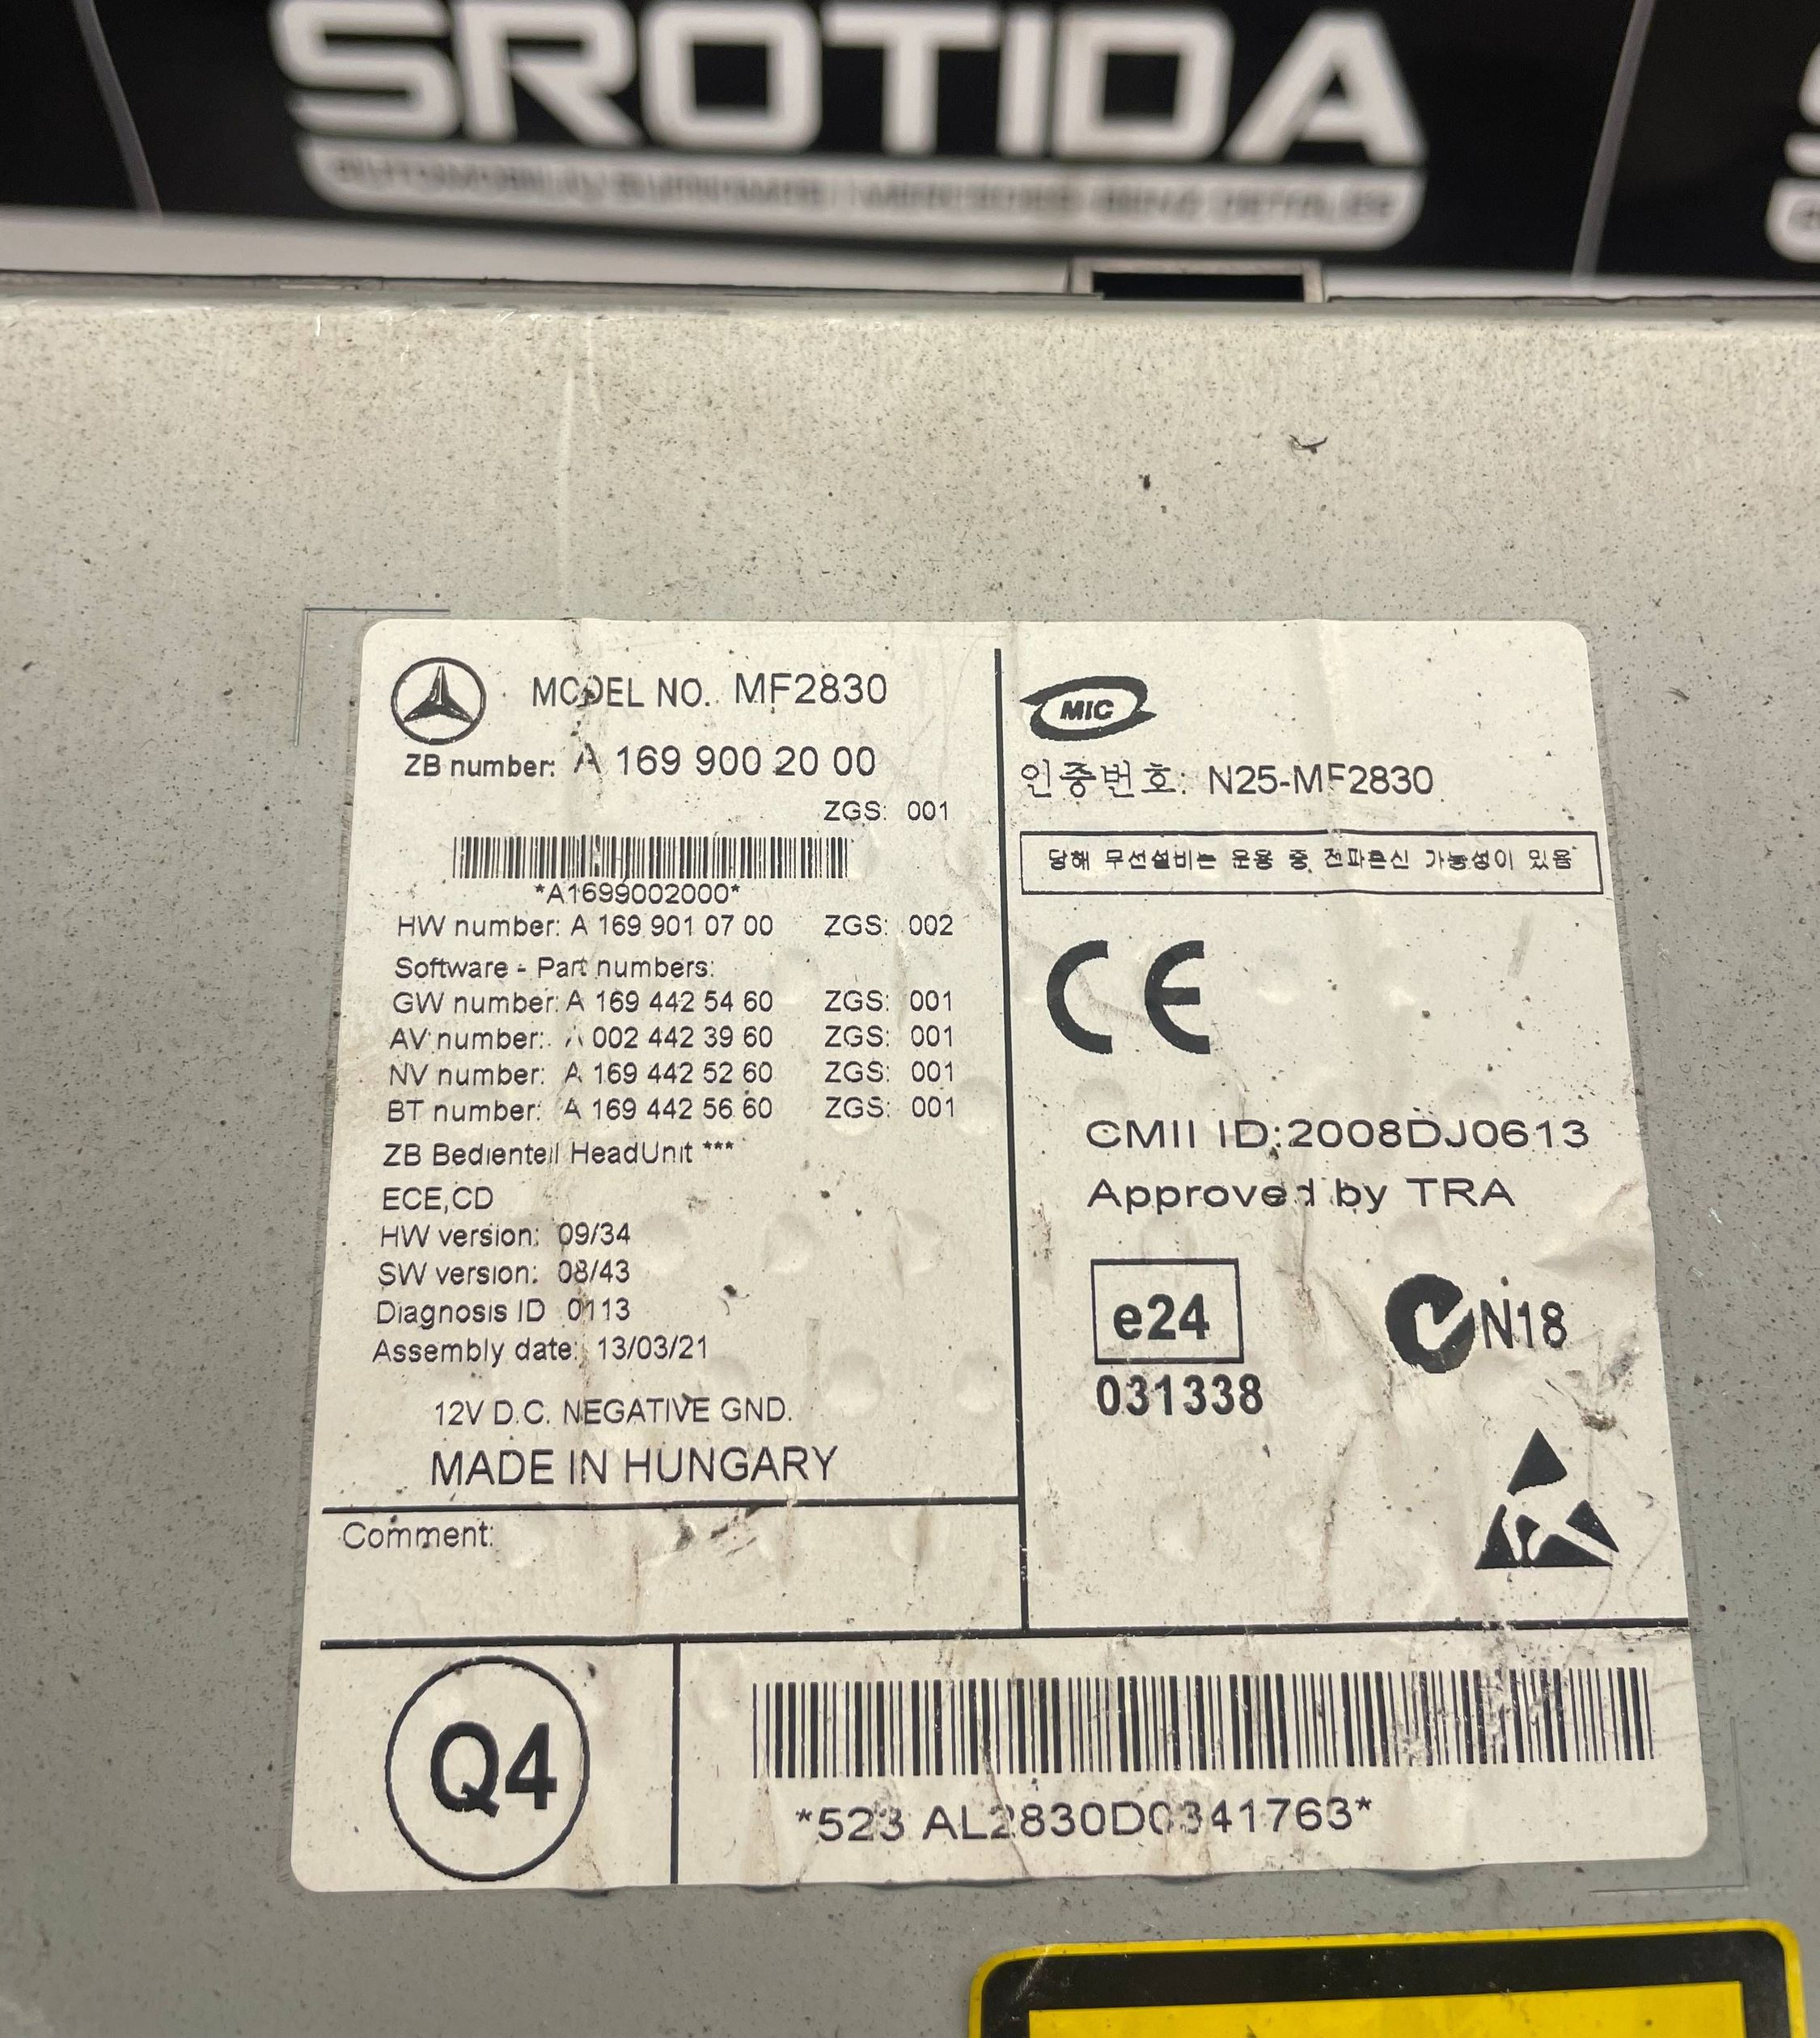 SROTIDA
MODEL NO. MF2830
ZB number: A 169 900 20 00
ZGS: 001
*A1699002000*
HW number: A 169 901 07 00 ZGS: 002
Software - Part numbers:
GW number: A 169 442 54 60 ZGS: 001
AV number: A 002 442 39 60 ZGS: 001
NV number: A 169 442 52 60 ZGS: 001
BT number: A 169 442 56 60 ZGS: 001
ZB Bedienteil HeadUnit ***
ECE,CD
HW version: 09/34
SW version: 08/43
Diagnosis ID 0113
Assembly date: 13/03/21
12V D.C. NEGATIVE GND.
MADE IN HUNGARY
Comment:
MIC
인증번호: N25-MF2830
당해 무선설비는 운용 중 전파혼신 가능성이 있음
CE
CMII ID:2008DJ0613
Approved by TRA
e24
031338
N18
Q4
*523 AL2830D0341763*